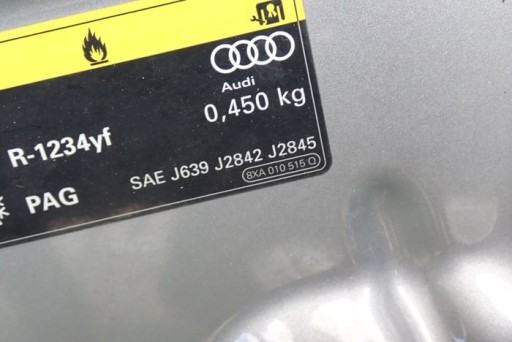 Audi
0,450 kg
R-1234yf
SAE J639 J2842 J2845
PAG
8XA 010 515 Q